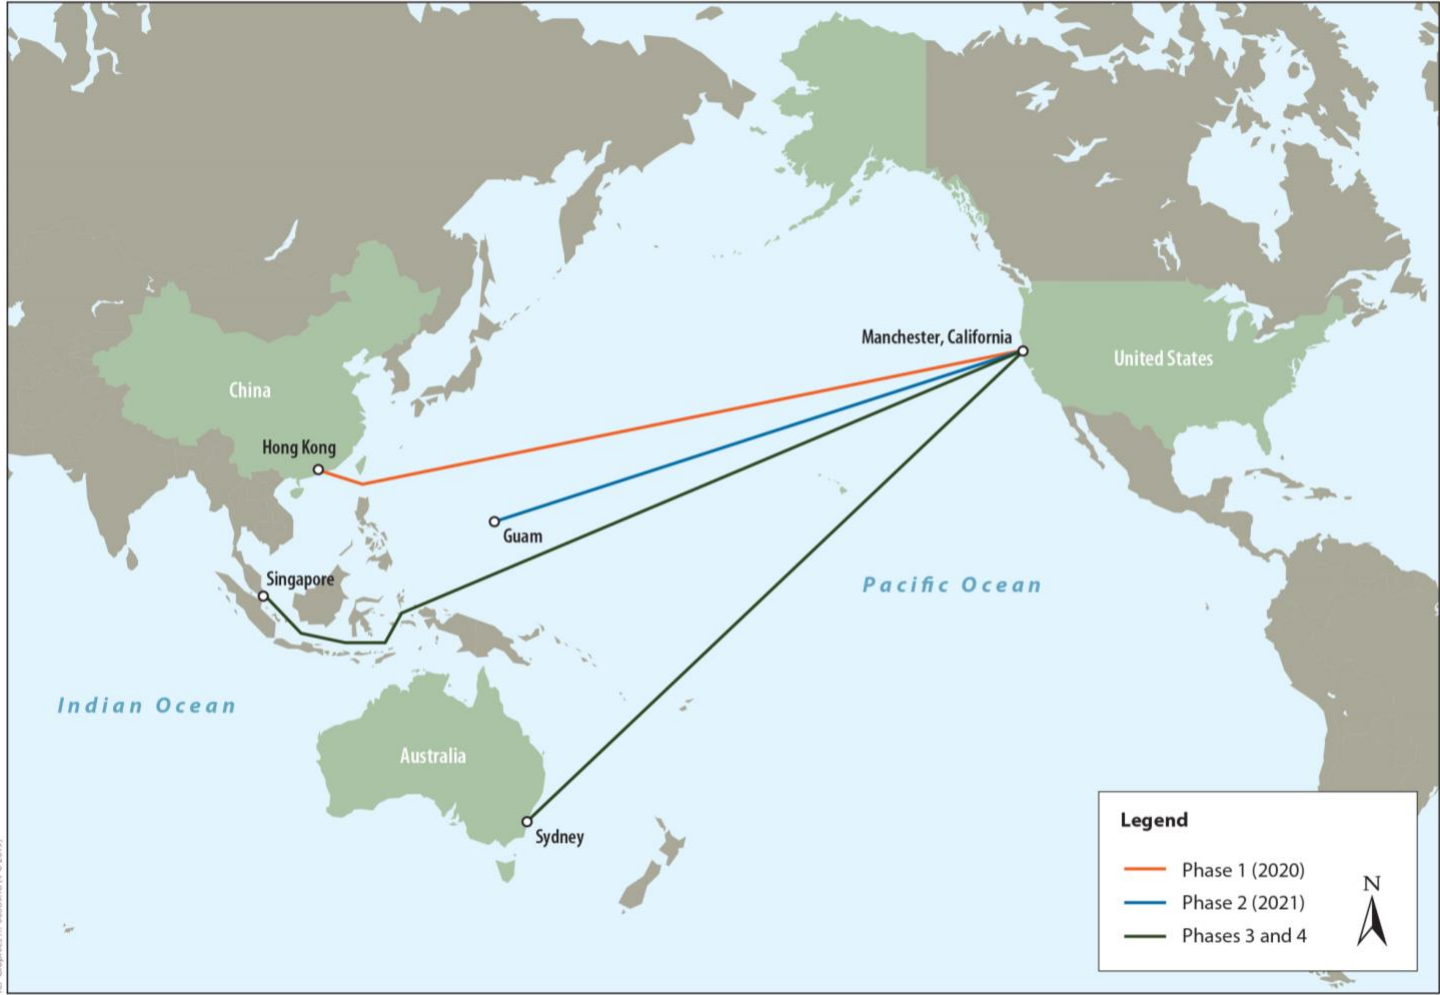 Manchester, California
United States
China
Hong Kong
Guam
Singapore
Pacific Ocean
Indian Ocean
Australia
Sydney
Legend
Phase 1 (2020)
Phase 2 (2021)
Phases 3 and 4
N